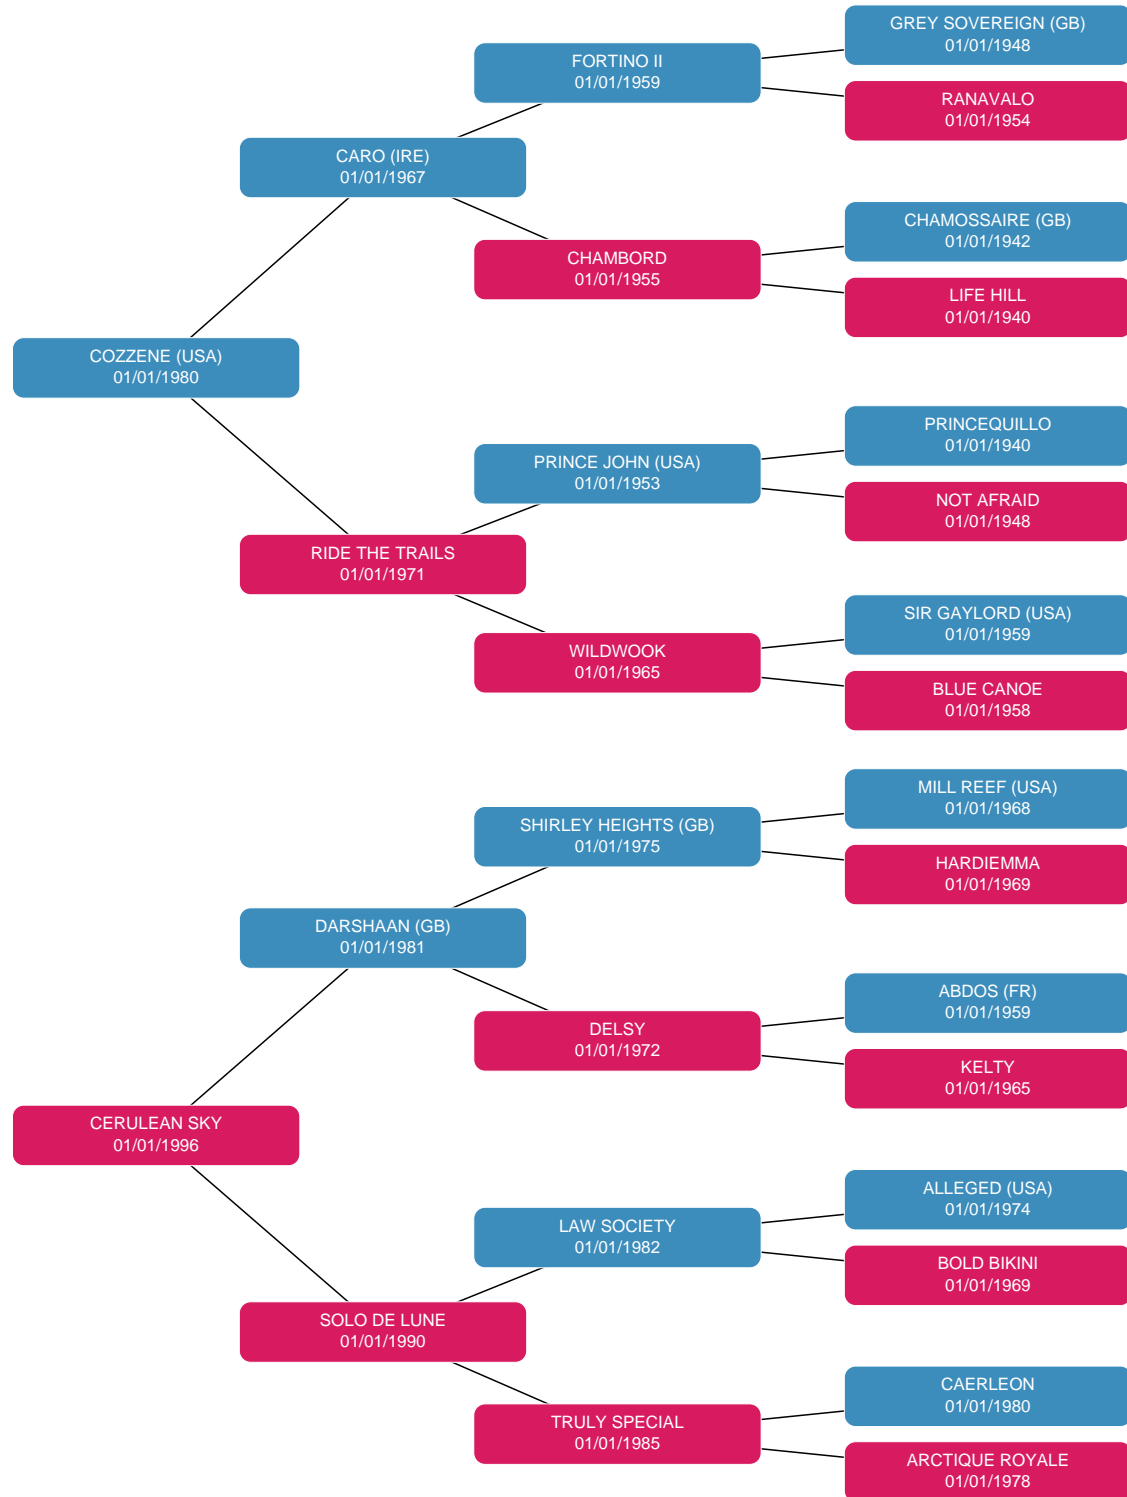 GREY SOVEREIGN (GB)
01/01/1948
FORTINO II
01/01/1959
RANAVALO
01/01/1954
CARO (IRE)
01/01/1967
CHAMOSSAIRE (GB)
01/01/1942
CHAMBORD
01/01/1955
LIFE HILL
01/01/1940
COZZENE (USA)
01/01/1980
PRINCEQUILLO
01/01/1940
PRINCE JOHN (USA)
01/01/1953
NOT AFRAID
01/01/1948
RIDE THE TRAILS
01/01/1971
SIR GAYLORD (USA)
01/01/1959
WILDWOOK
01/01/1965
BLUE CANOE
01/01/1958
MILL REEF (USA)
01/01/1968
SHIRLEY HEIGHTS (GB)
01/01/1975
HARDIEMMA
01/01/1969
DARSHAAN (GB)
01/01/1981
ABDOS (FR)
01/01/1959
DELSY
01/01/1972
KELTY
01/01/1965
CERULEAN SKY
01/01/1996
ALLEGED (USA)
01/01/1974
LAW SOCIETY
01/01/1982
BOLD BIKINI
01/01/1969
SOLO DE LUNE
01/01/1990
CAERLEON
01/01/1980
TRULY SPECIAL
01/01/1985
ARCTIQUE ROYALE
01/01/1978